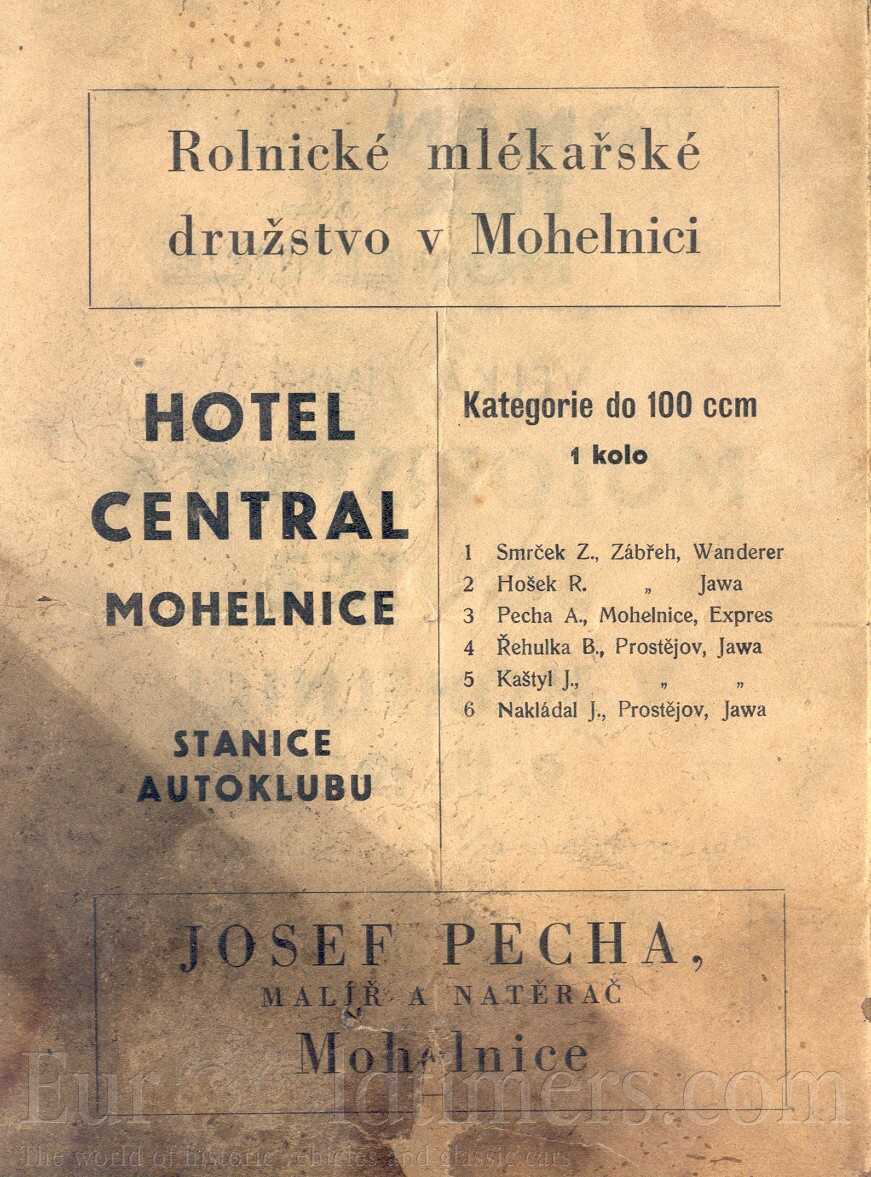 Rolnické mlékařské
družstvo v Mohelnici
HOTEL
CENTRAL
MOHELNICE
STANICE
AUTOKLUBU
Kategorie do 100 ccm
1 kolo
1 Smrček Z., Zábřeh, Wanderer
2 Hošek R. „ Jawa
3 Pecha A., Mohelnice, Expres
4 Řehulka B., Prostějov, Jawa
5 Kaštyl J., „ „
6 Nakládal J., Prostějov, Jawa
JOSEF PECHA,
MALÍŘ A NATĚRAČ
Mohelnice
EuroOldtimers.com
The world of historic vehicles and classic cars